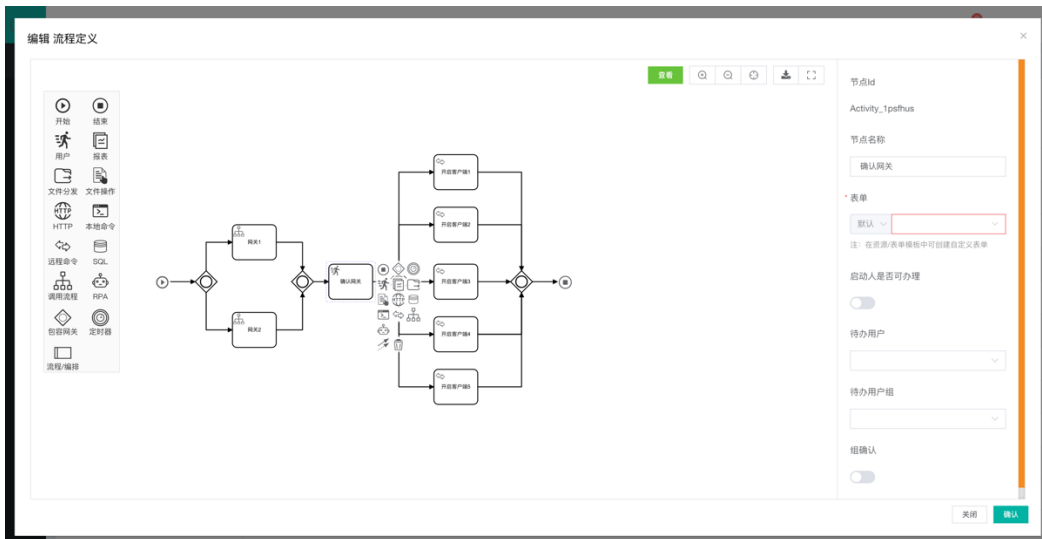 编辑 流程定义
查看
开始 结束
用户 报表
文件分发 文件操作
HTTP
HTTP 本地命令
远程命令 SQL
调用流程 RPA
包容网关 定时器
流程/编排
网关1
网关2
确认网关
开启客户端1
开启客户端2
开启客户端3
开启客户端4
开启客户端5
节点Id
Activity_1psfhus
节点名称
确认网关
* 表单
默认
注：在资源/表单模板中可创建自定义表单
启动人是否可办理
待办用户
待办用户组
组确认
关闭 确认